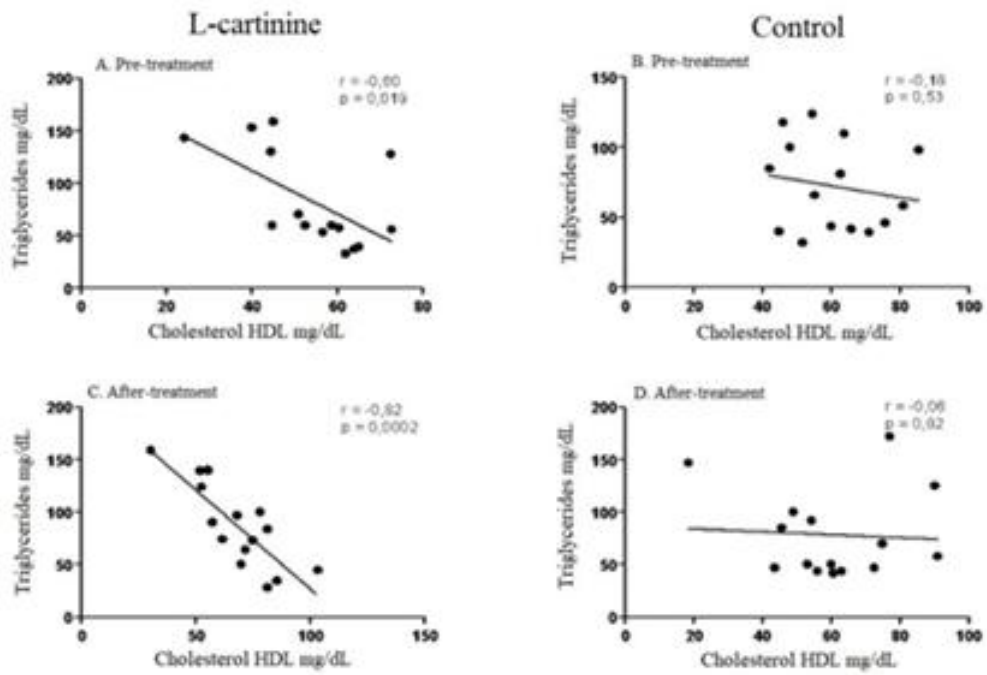 L-cartinine
Control
A. Pre-treatment
r = -0,60
p = 0,019
200
150
100
50
0
0 20 40 60 80
Triglycerides mg/dL
Cholesterol HDL mg/dL
B. Pre-treatment
r = -0,18
p = 0,53
150
100
50
0
0 20 40 60 80 100
Triglycerides mg/dL
Cholesterol HDL mg/dL
C. After-treatment
r = -0,82
p = 0,0002
200
150
100
50
0
0 50 100 150
Triglycerides mg/dL
Cholesterol HDL mg/dL
D. After-treatment
r = -0,06
p = 0,82
200
150
100
50
0
0 20 40 60 80 100
Triglycerides mg/dL
Cholesterol HDL mg/dL